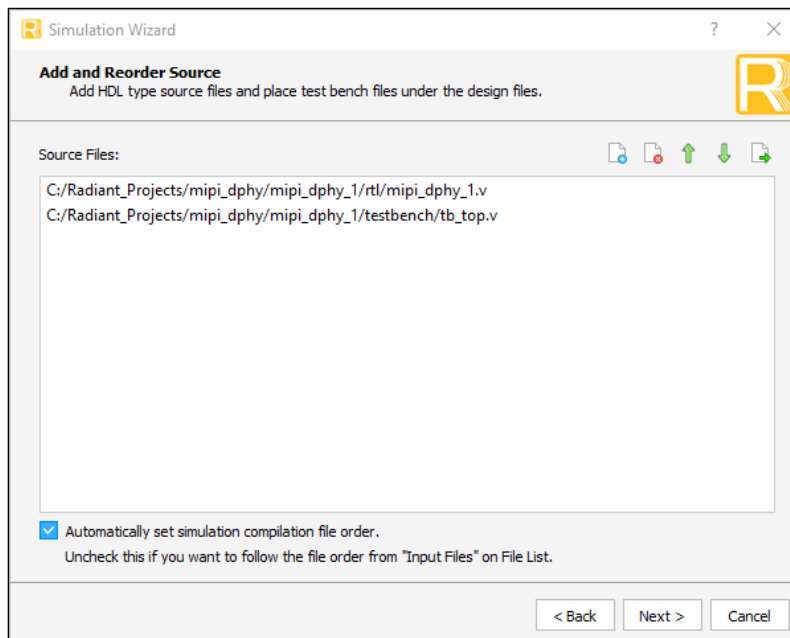 Simulation Wizard
?
Add and Reorder Source
Add HDL type source files and place test bench files under the design files.
Source Files:
C:/Radiant_Projects/mipi_dphy/mipi_dphy_1/rtl/mipi_dphy_1.v
C:/Radiant_Projects/mipi_dphy/mipi_dphy_1/testbench/tb_top.v
Automatically set simulation compilation file order.
Uncheck this if you want to follow the file order from "Input Files" on File List.
< Back Next > Cancel